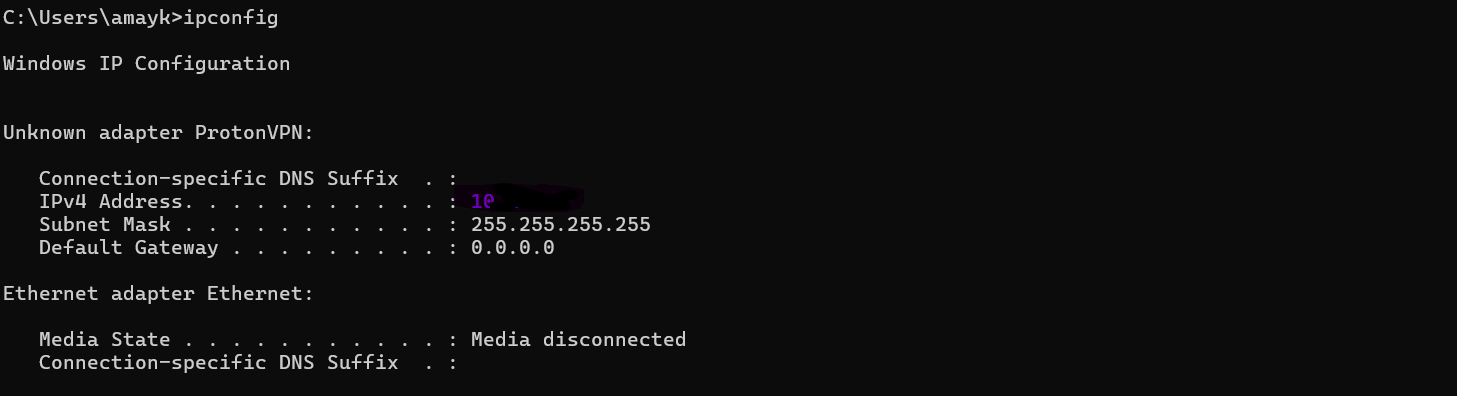 C:\Users\amayk>ipconfig
Windows IP Configuration
Unknown adapter ProtonVPN:
Connection-specific DNS Suffix  . :
IPv4 Address. . . . . . . . . . . : 10
Subnet Mask . . . . . . . . . . . : 255.255.255.255
Default Gateway . . . . . . . . . : 0.0.0.0
Ethernet adapter Ethernet:
Media State . . . . . . . . . . . : Media disconnected
Connection-specific DNS Suffix  . :